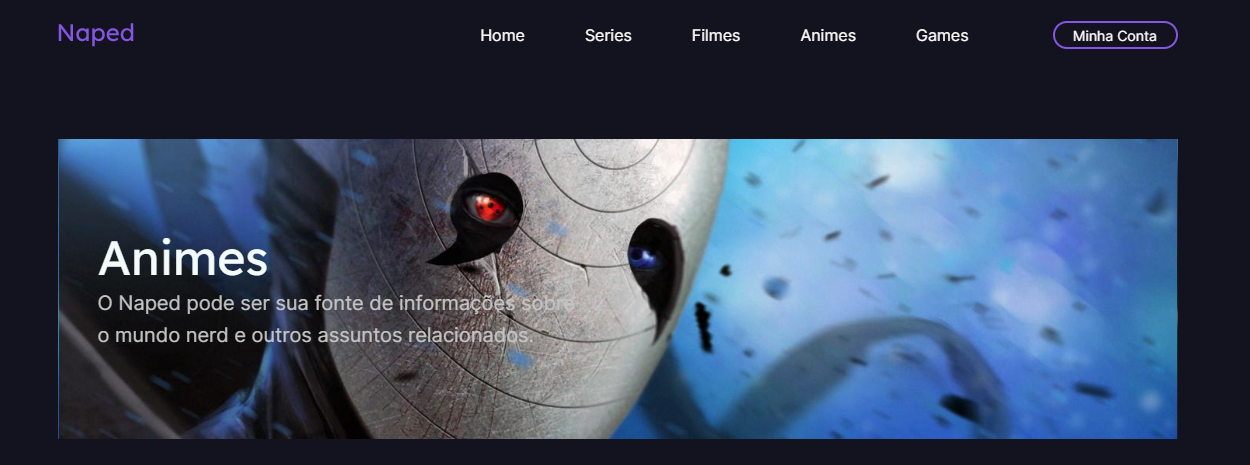 Naped
Home Series Filmes Animes Games Minha Conta
Animes
O Naped pode ser sua fonte de informações sobre
o mundo nerd e outros assuntos relacionados.